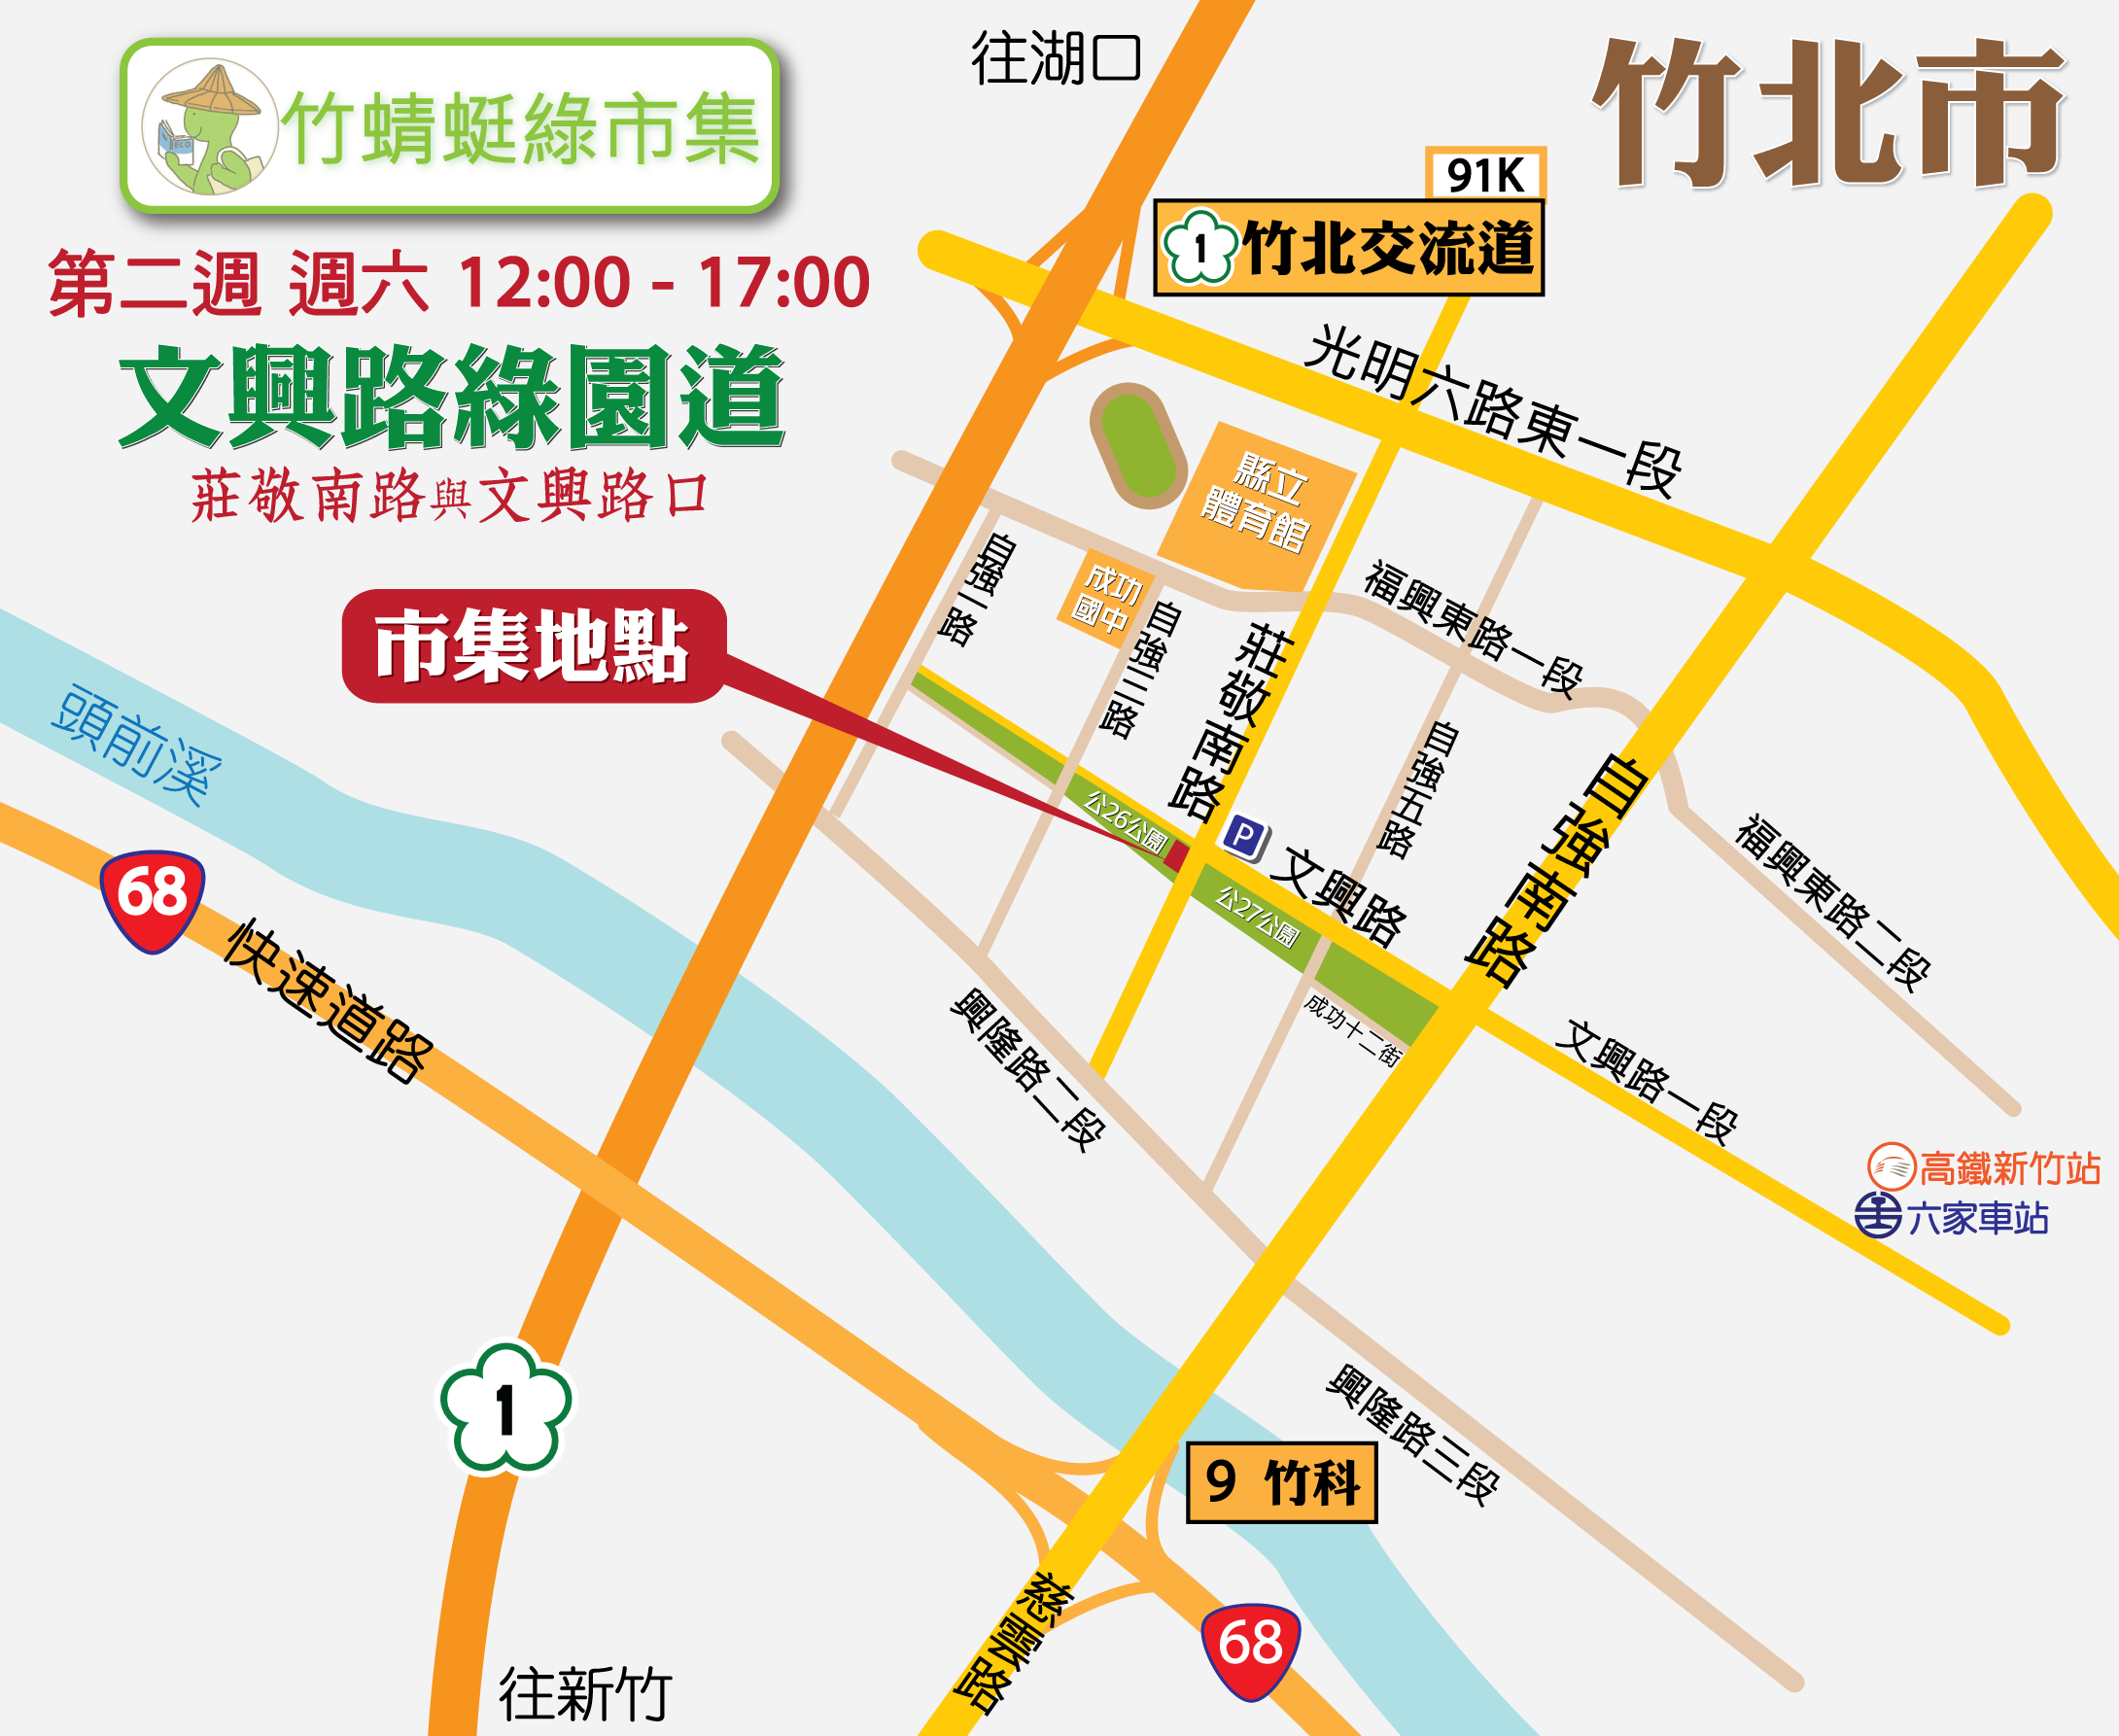 竹蜻蜓綠市集
ECO
第二週 週六 12:00 - 17:00
文興路綠園道
莊敬南路與文興路口
市集地點
往湖口
竹北市
91K
1 竹北交流道
光明六路東一段
縣立
體育館
成功
國中
自強一路
自強三路
莊敬南路
福興東路一段
自強五路
自強南路
福興東路二段
公26公園
P
文興路
公27公園
成功十二街
文興路一段
頭前溪
68
快速道路
興隆路二段
高鐵新竹站
六家車站
1
興隆路三段
9 竹科
慈雲路
68
往新竹